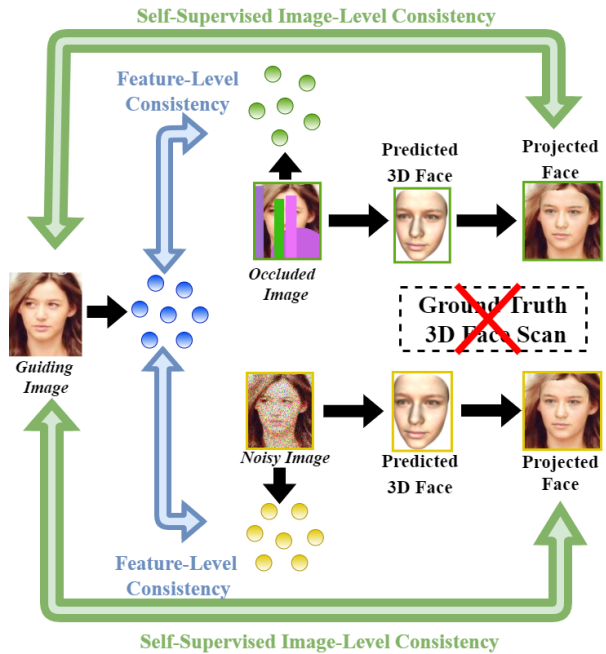 Self-Supervised Image-Level Consistency
Feature-Level
Consistency
Predicted
3D Face
Projected
Face
Occluded
Image
Ground Truth
3D Face Scan
Guiding
Image
Noisy Image
Predicted
3D Face
Projected
Face
Feature-Level
Consistency
Self-Supervised Image-Level Consistency